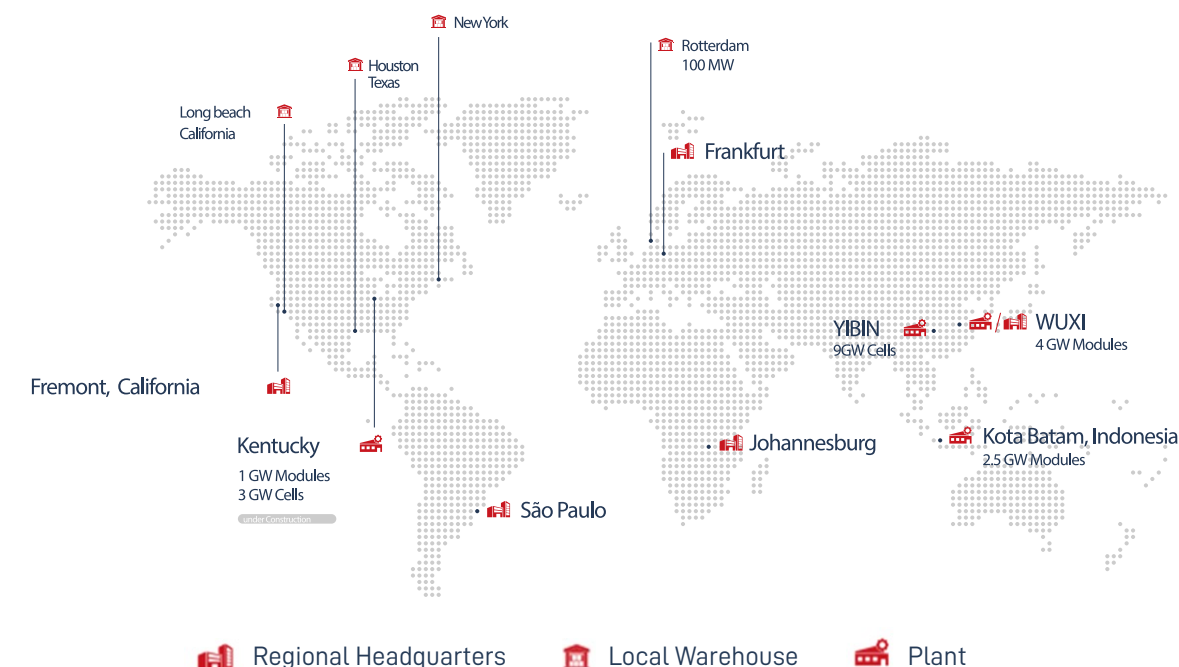 New York
Houston
Texas
Rotterdam
100 MW
Long beach
California
Frankfurt
YIBIN
9GW Cells
/
WUXI
4 GW Modules
Fremont, California
Kentucky
1 GW Modules
3 GW Cells
under Construction
Johannesburg
Kota Batam, Indonesia
2.5 GW Modules
São Paulo
Regional Headquarters
Local Warehouse
Plant